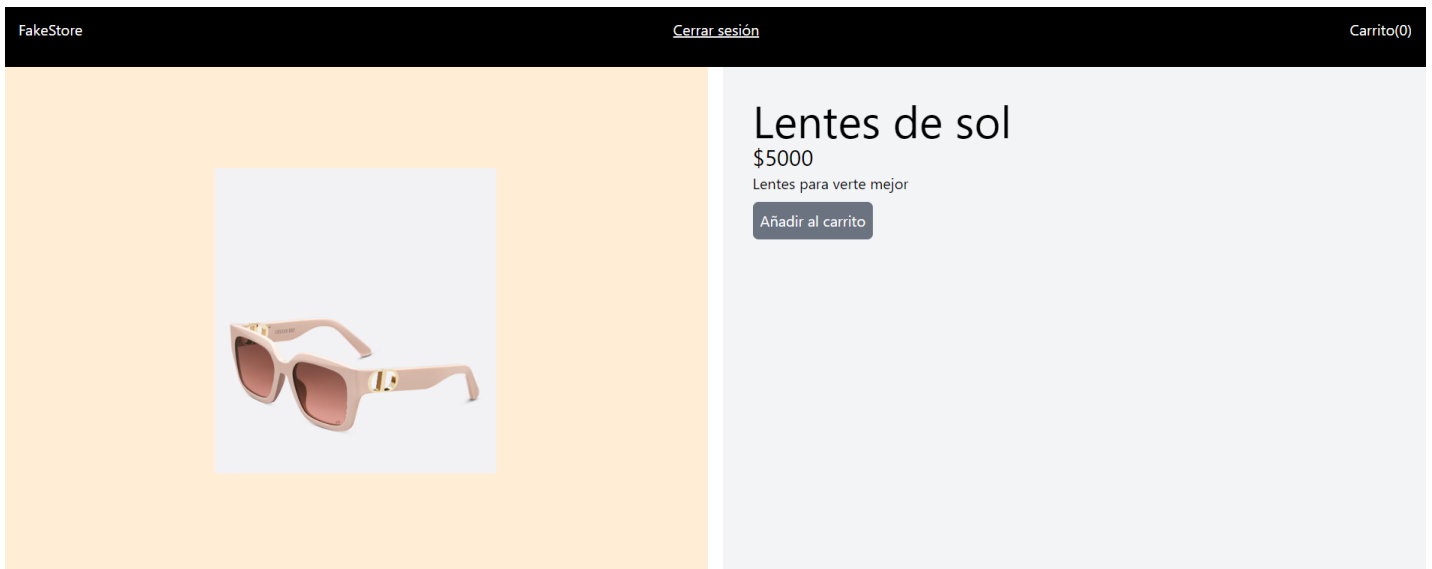 FakeStore
Cerrar sesión
Carrito(0)
Lentes de sol
$5000
Lentes para verte mejor
Añadir al carrito